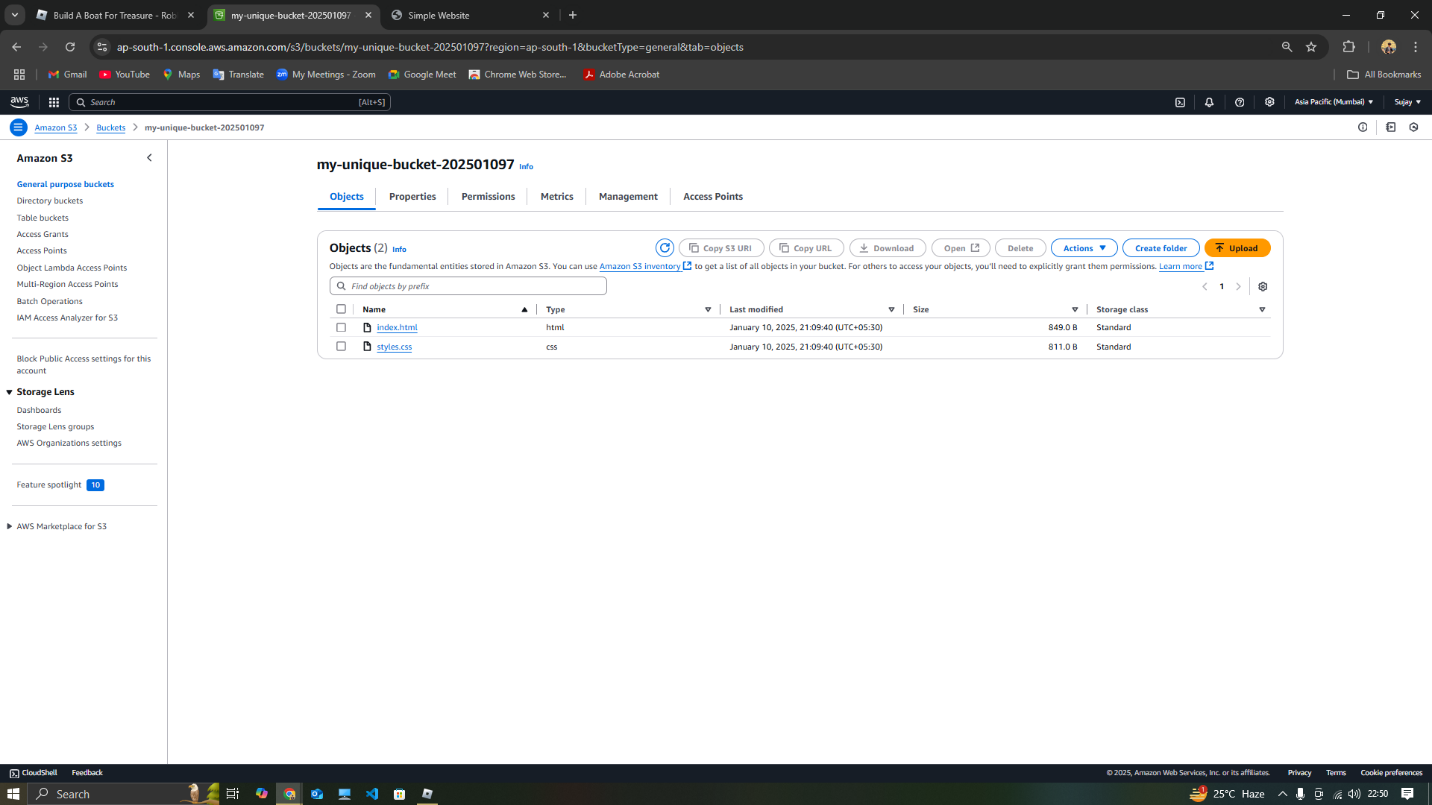 Build A Boat For Treasure - Rob
my-unique-bucket-202501097
Simple Website
ap-south-1.console.aws.amazon.com/s3/buckets/my-unique-bucket-202501097?region=ap-south-1&bucketType=general&tab=objects
Gmail
YouTube
Maps
Translate
My Meetings - Zoom
Google Meet
Chrome Web Store...
Adobe Acrobat
All Bookmarks
aws
Search
[Alt+S]
Asia Pacific (Mumbai)
Sujay
Amazon S3
Buckets
my-unique-bucket-202501097
Amazon S3
General purpose buckets
Directory buckets
Table buckets
Access Grants
Access Points
Object Lambda Access Points
Multi-Region Access Points
Batch Operations
IAM Access Analyzer for S3
Block Public Access settings for this
account
Storage Lens
Dashboards
Storage Lens groups
AWS Organizations settings
Feature spotlight 10
AWS Marketplace for S3
my-unique-bucket-202501097 Info
Objects
Properties
Permissions
Metrics
Management
Access Points
Objects (2) Info
Copy S3 URI
Copy URL
Download
Open
Delete
Actions
Create folder
Upload
Objects are the fundamental entities stored in Amazon S3. You can use Amazon S3 inventory to get a list of all objects in your bucket. For others to access your objects, you'll need to explicitly grant them permissions. Learn more
Find objects by prefix
1
Name Type Last modified Size Storage class
index.html html January 10, 2025, 21:09:40 (UTC+05:30) 849.0 B Standard
styles.css css January 10, 2025, 21:09:40 (UTC+05:30) 811.0 B Standard
CloudShell
Feedback
© 2025, Amazon Web Services, Inc. or its affiliates.
Privacy
Terms
Cookie preferences
Search
1
25°C Haze
22:50